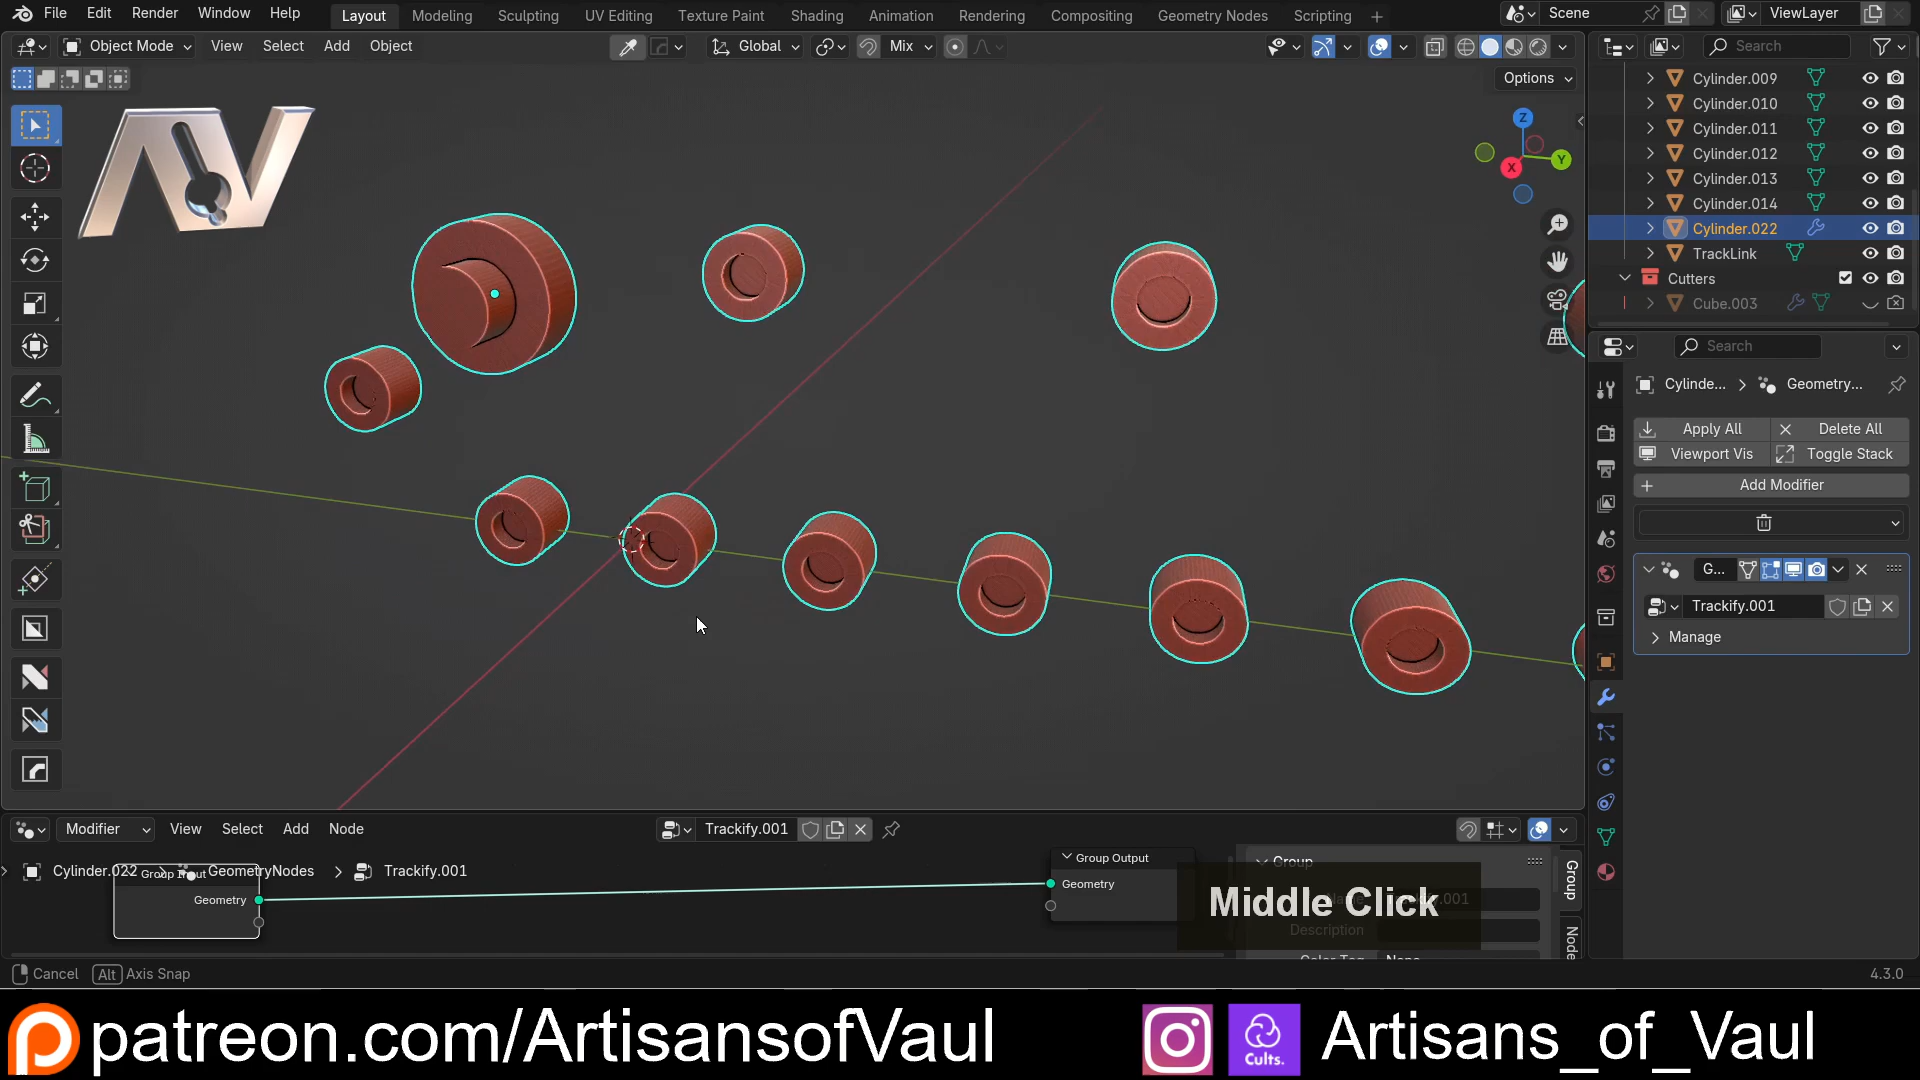 File Edit Render Window Help Layout Modeling Sculpting UV Editing Texture Paint Shading Animation Rendering Compositing Geometry Nodes Scripting + Scene ViewLayer
Object Mode View Select Add Object Global Mix Search
Options
Cylinder.009
Cylinder.010
Cylinder.011
Cylinder.012
Cylinder.013
Cylinder.014
Cylinder.022
TrackLink
Cutters
Cube.003
Z
Y
X
AV
Search
Cylinde... > Geometry...
Apply All Delete All
Viewport Vis Toggle Stack
Add Modifier
G...
Trackify.001
Manage
Modifier View Select Add Node Trackify.001
Cylinder.022 > GeometryNodes > Trackify.001
Group Input
Geometry
Group Output
Geometry
Group
Description
Group
Node
Middle Click
Cancel Alt Axis Snap 4.3.0
patreon.com/ArtisansofVaul
Cults.
Artisans_of_Vaul